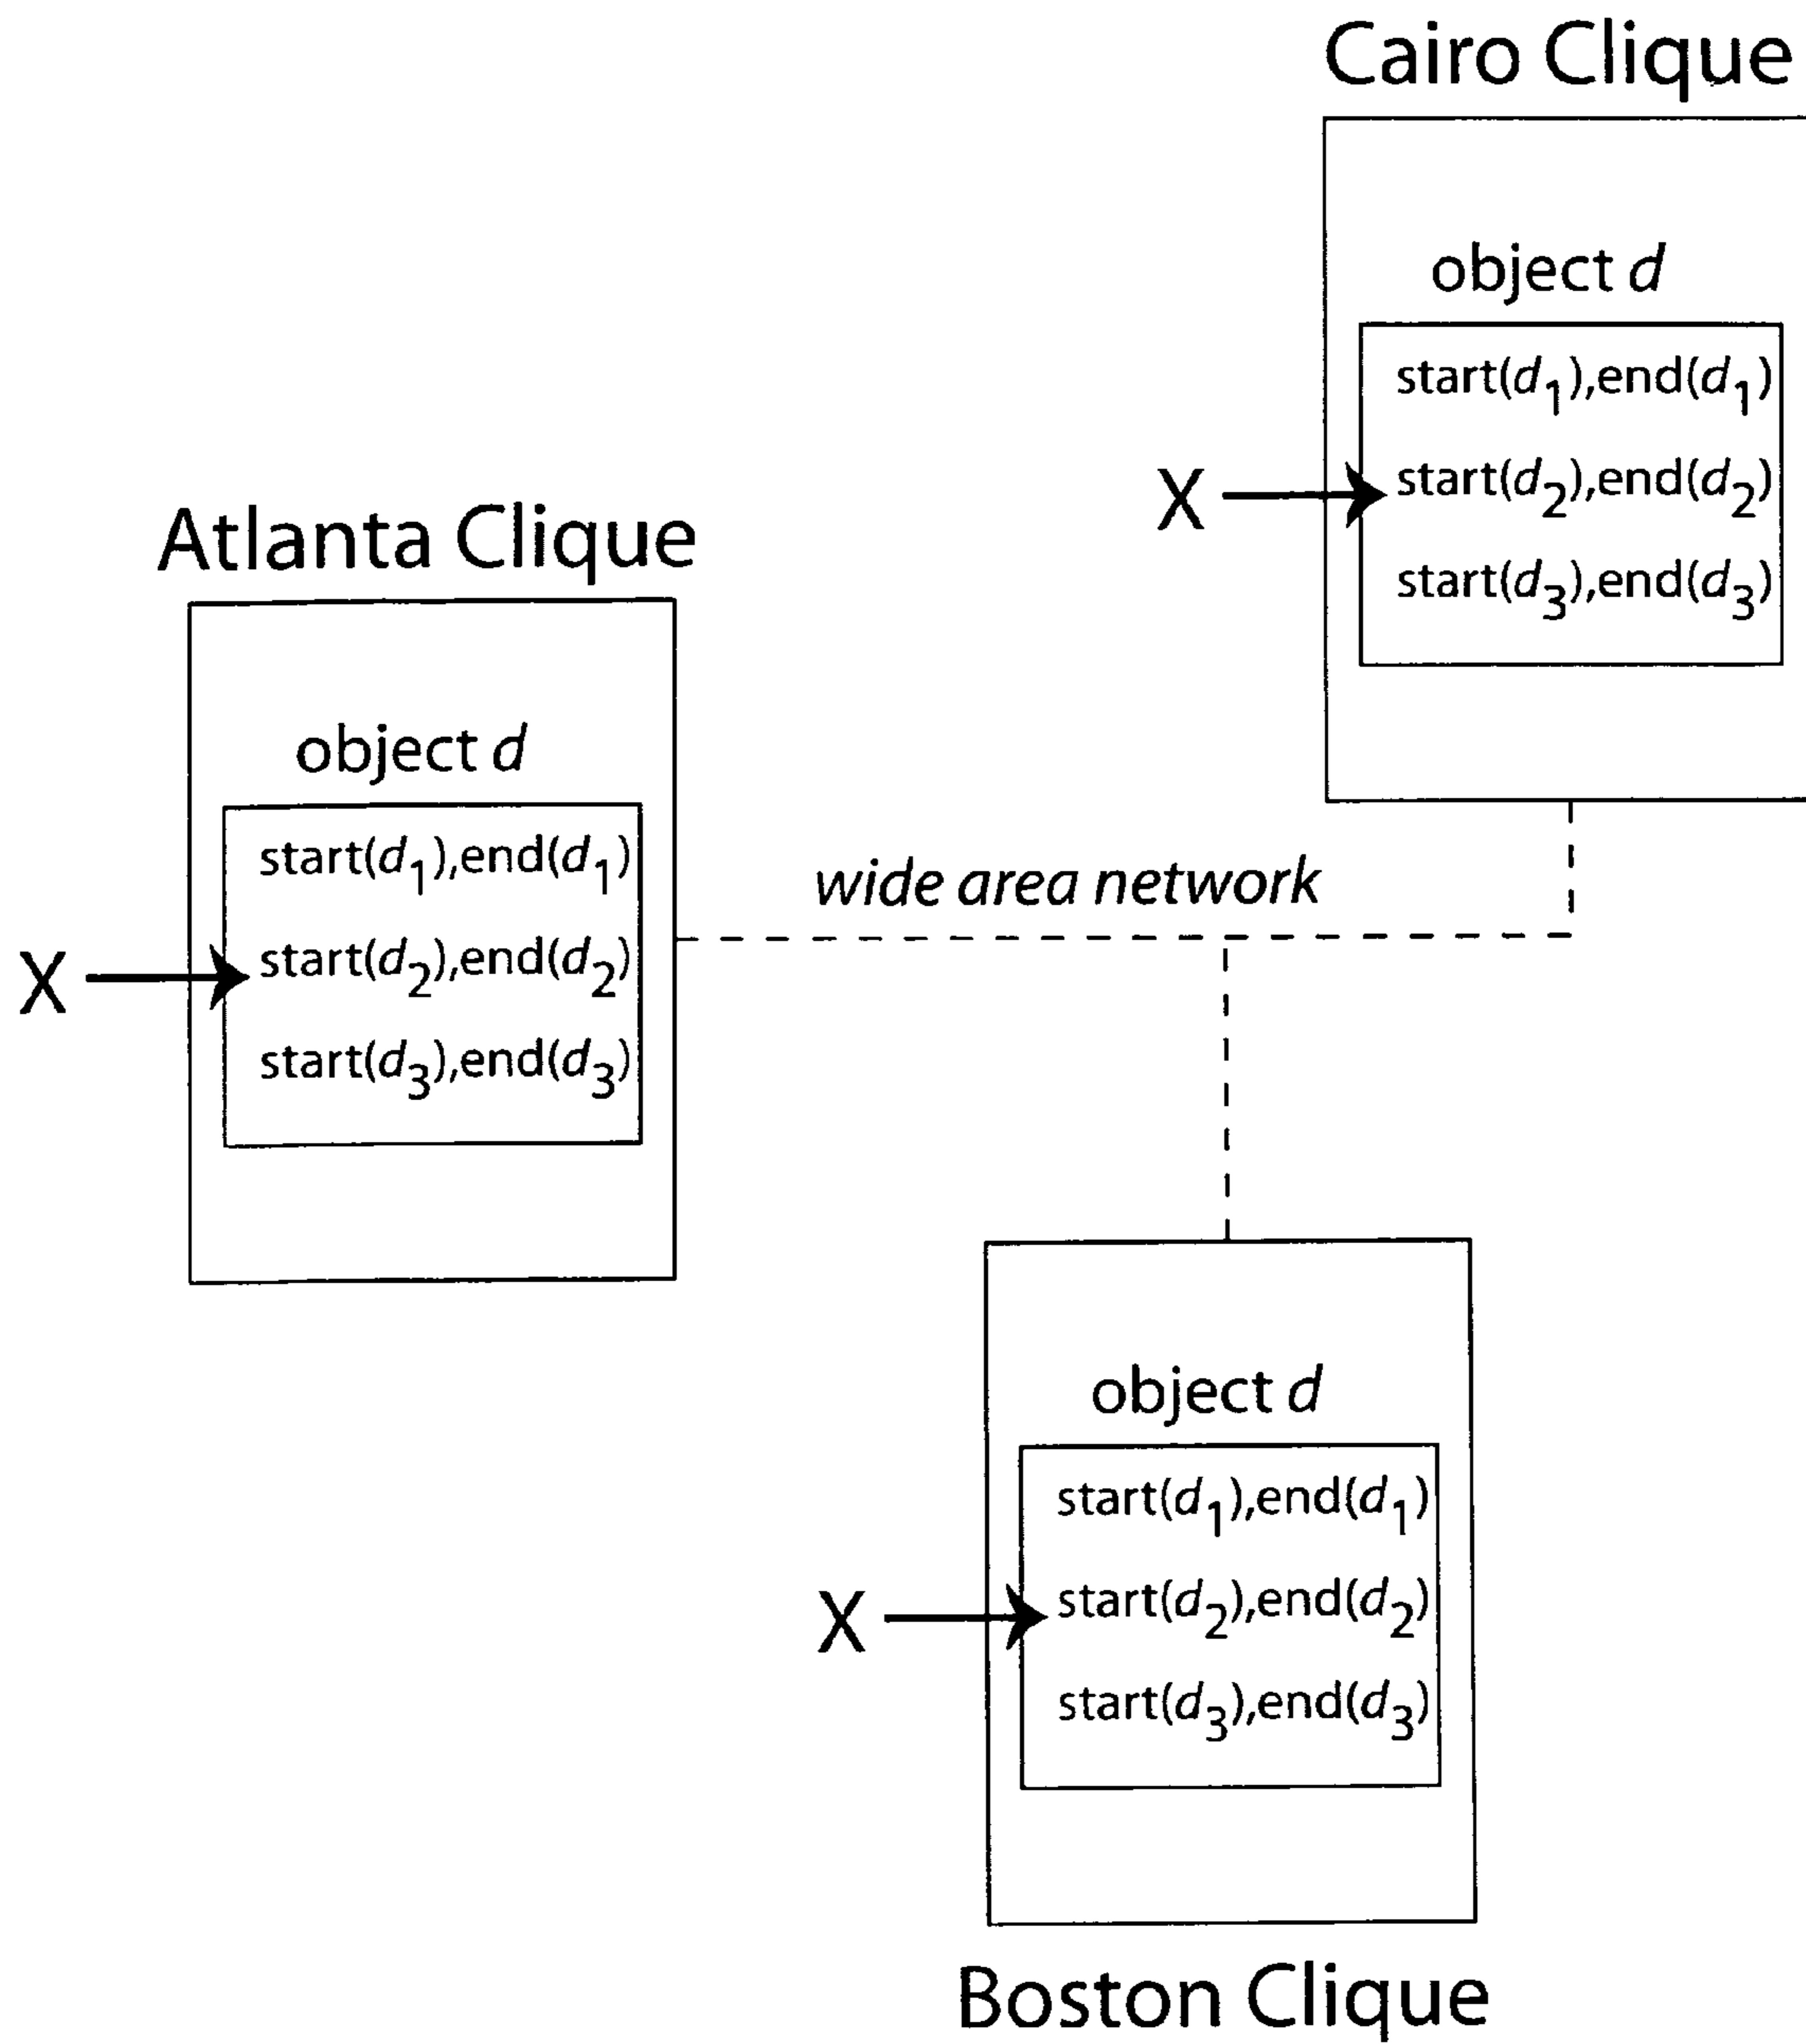 Cairo Clique
object d
start(d1),end(d1)
X
start(d2),end(d2)
start(d3),end(d3)
Atlanta Clique
object d
start(d1),end(d1)
X
start(d2),end(d2)
start(d3),end(d3)
wide area network
object d
start(d1),end(d1)
X
start(d2),end(d2)
start(d3),end(d3)
Boston Clique